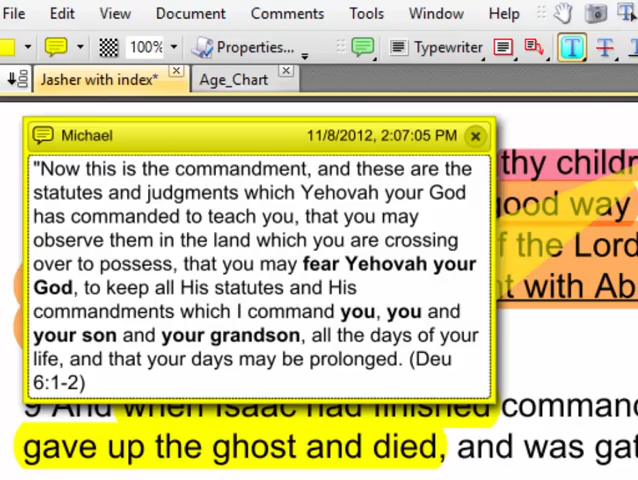 File Edit View Document Comments Tools Window Help
100% Properties... Typewriter
Jasher with index* Age_Chart
Michael 11/8/2012, 2:07:05 PM
"Now this is the commandment, and these are the
statutes and judgments which Yehovah your God
has commanded to teach you, that you may
observe them in the land which you are crossing
over to possess, that you may fear Yehovah your
God, to keep all His statutes and His
commandments which I command you, you and
your son and your grandson, all the days of your
life, and that your days may be prolonged. (Deu
6:1-2)
thy childr
good way
f the Lord
t with Ab
9 And when Isaac had finished comman
gave up the ghost and died, and was gat